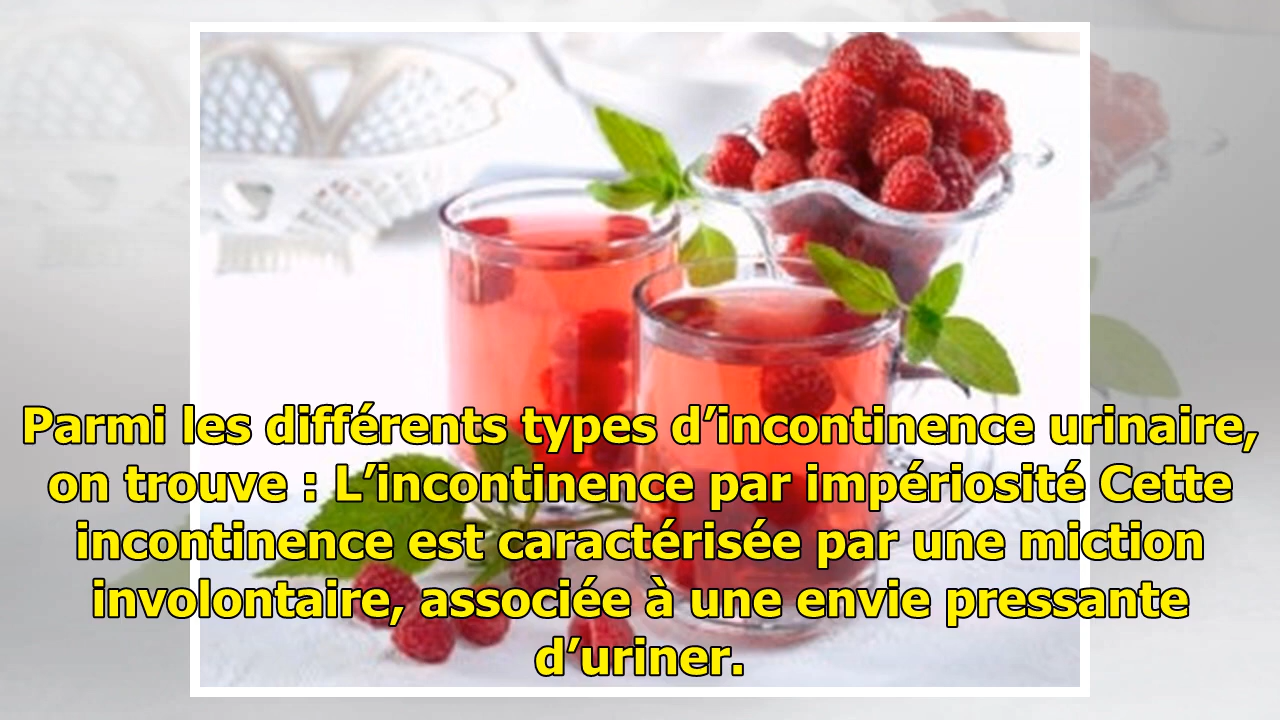 Parmi les différents types d’incontinence urinaire,
on trouve : L’incontinence par impériosité Cette
incontinence est caractérisée par une miction
involontaire, associée à une envie pressante
d’uriner.